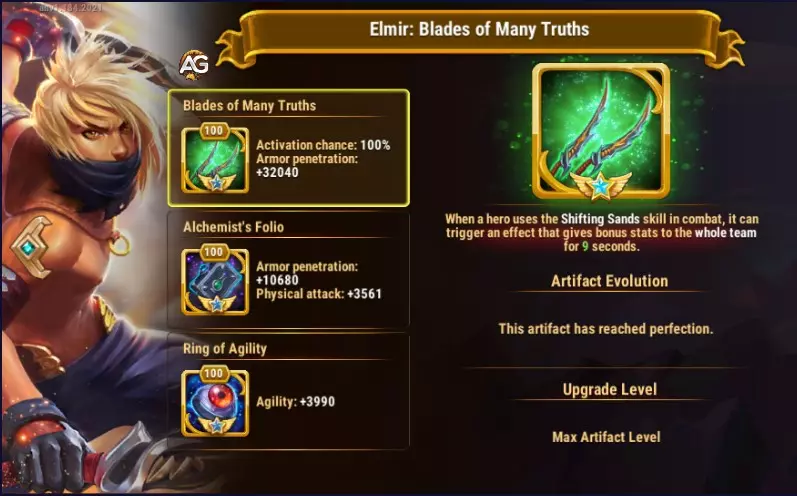 Elmir: Blades of Many Truths
AG
Blades of Many Truths
100
Activation chance: 100%
Armor penetration:
+32040
Alchemist's Folio
100
Armor penetration:
+10680
Physical attack: +3561
Ring of Agility
100
Agility: +3990
When a hero uses the Shifting Sands skill in combat, it can
trigger an effect that gives bonus stats to the whole team
for 9 seconds.
Artifact Evolution
This artifact has reached perfection.
Upgrade Level
Max Artifact Level